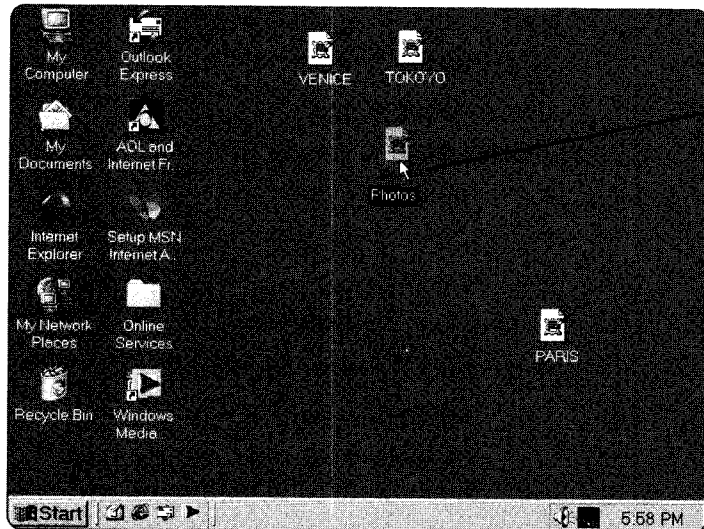 My
Computer
Outlook
Express
VENICE
TOKOYO
My
Documents
AOL and
Internet Fr..
Photos
Internet
Explorer
Setup MSN
Internet A..
My Network
Places
Online
Services
PARIS
Recycle Bin
Windows
Media
Start
5:58 PM